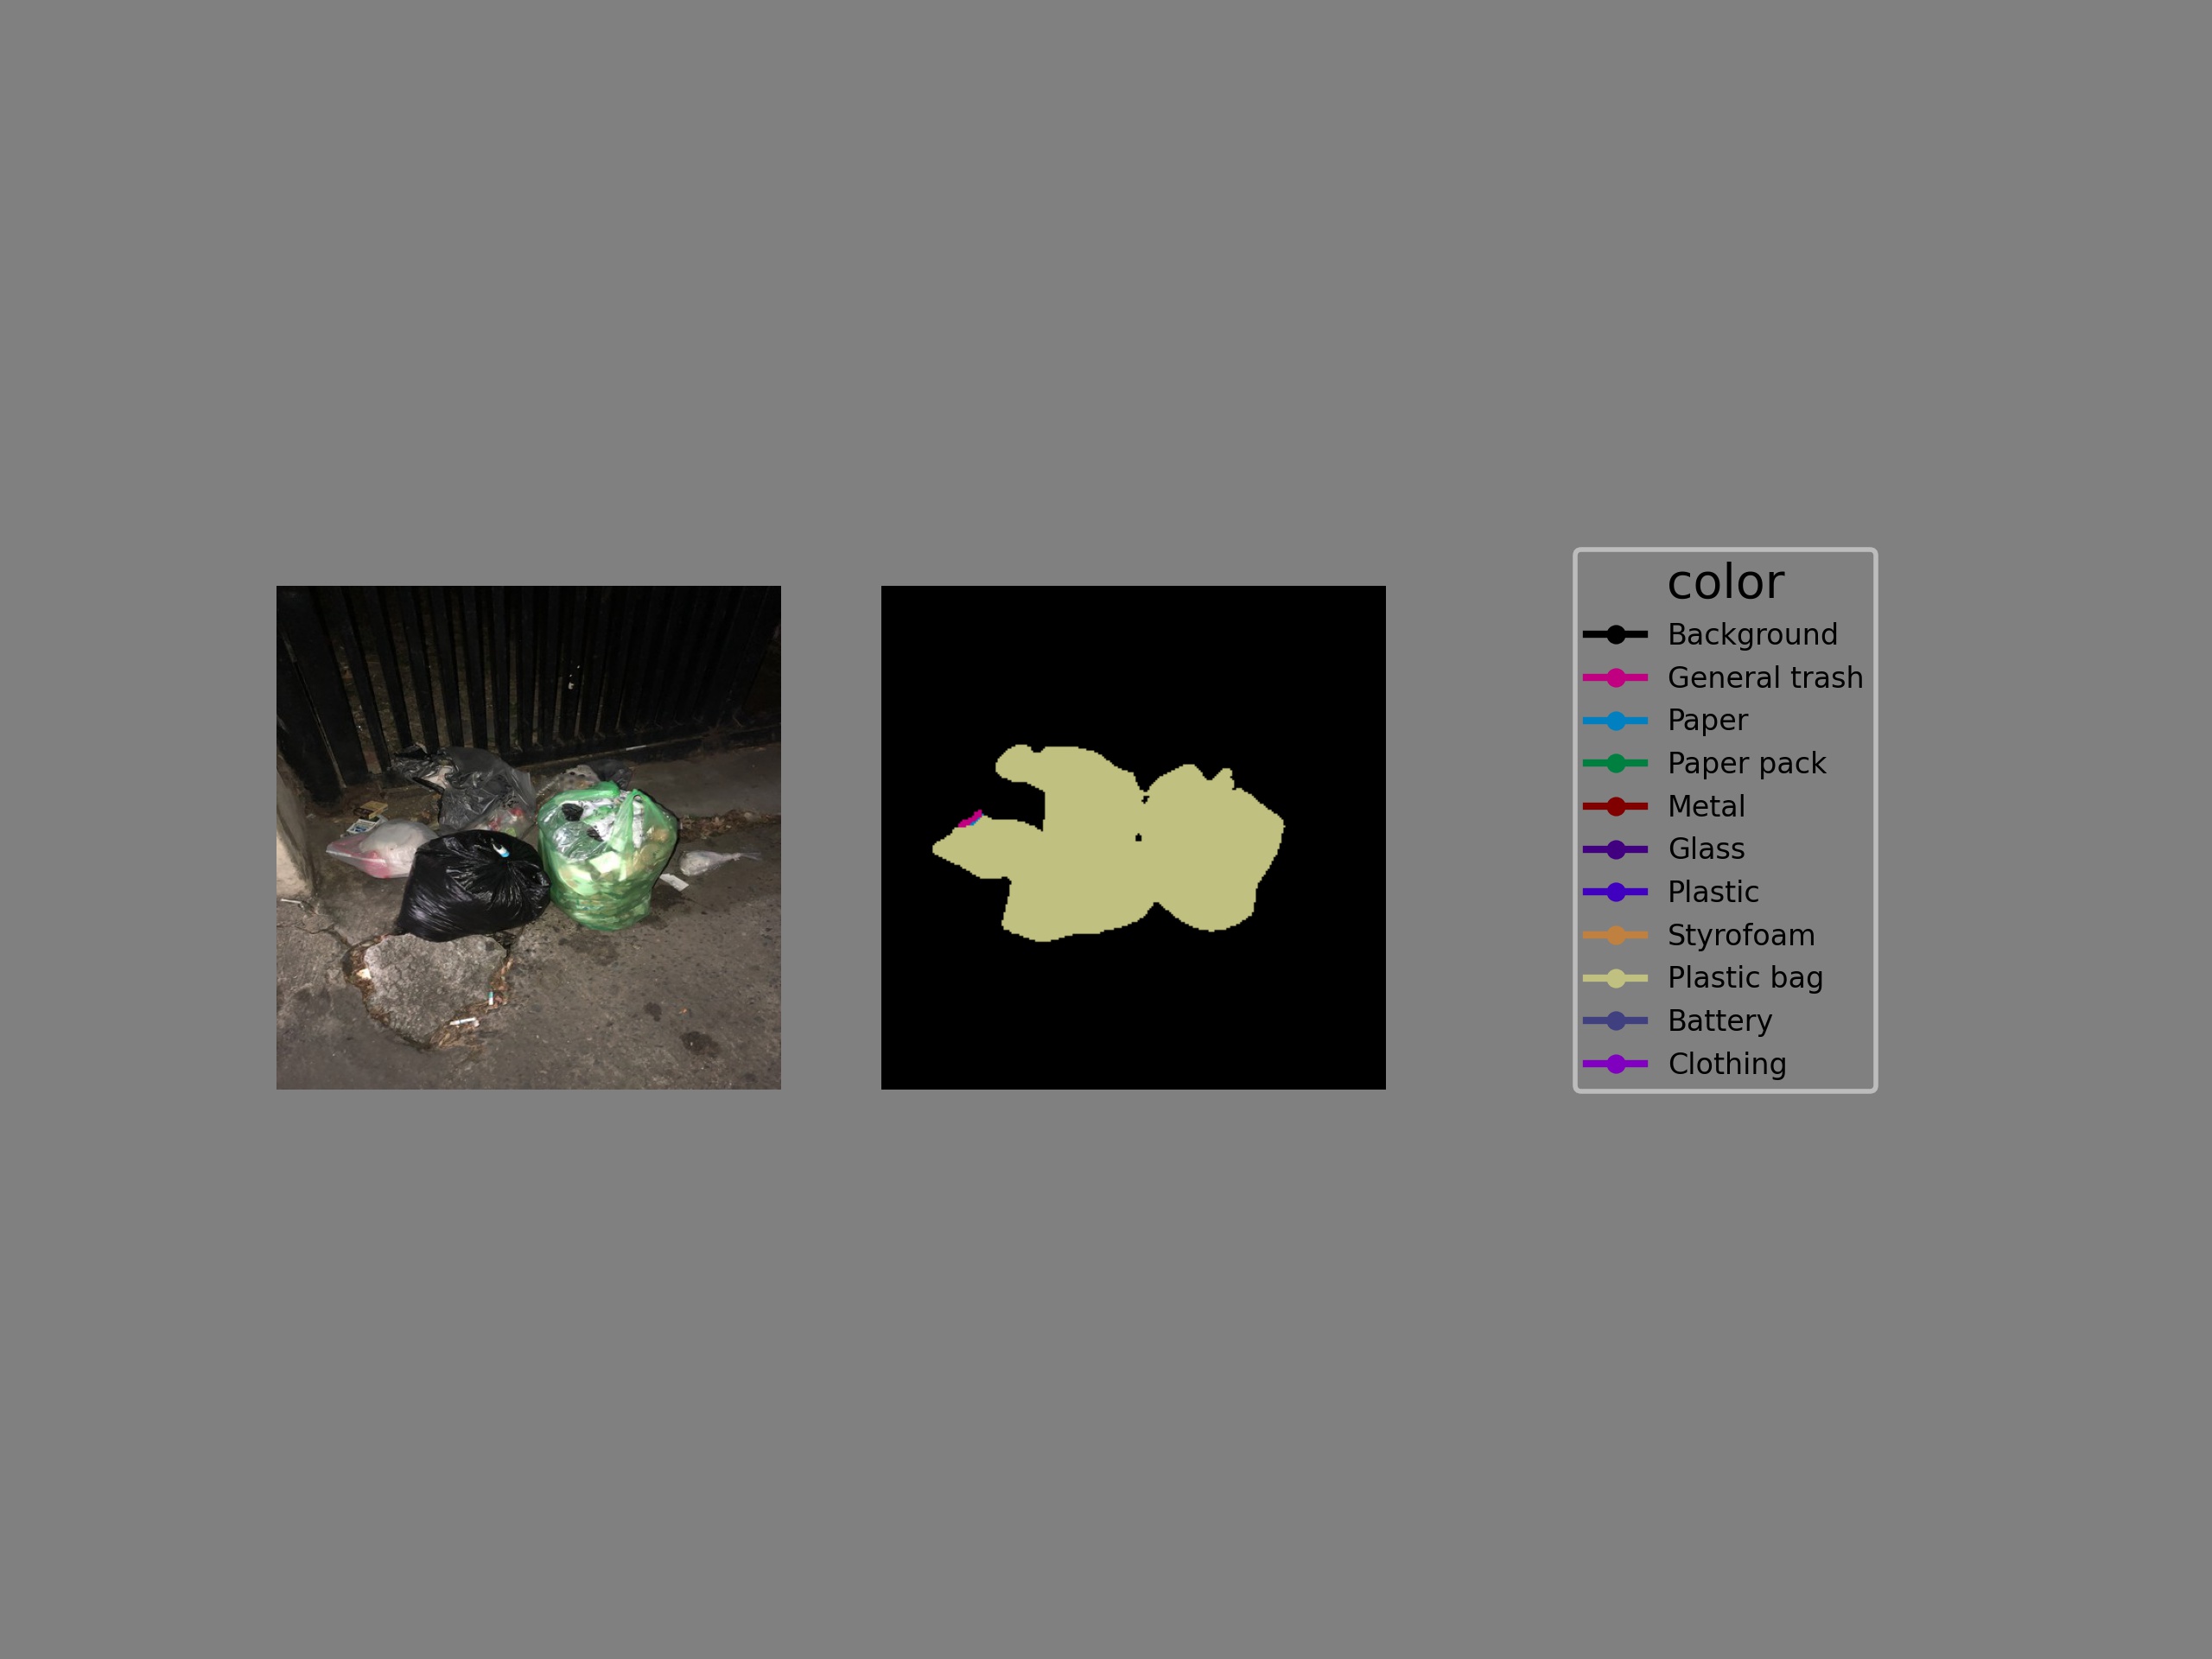 color
Background
General trash
Paper
Paper pack
Metal
Glass
Plastic
Styrofoam
Plastic bag
Battery
Clothing